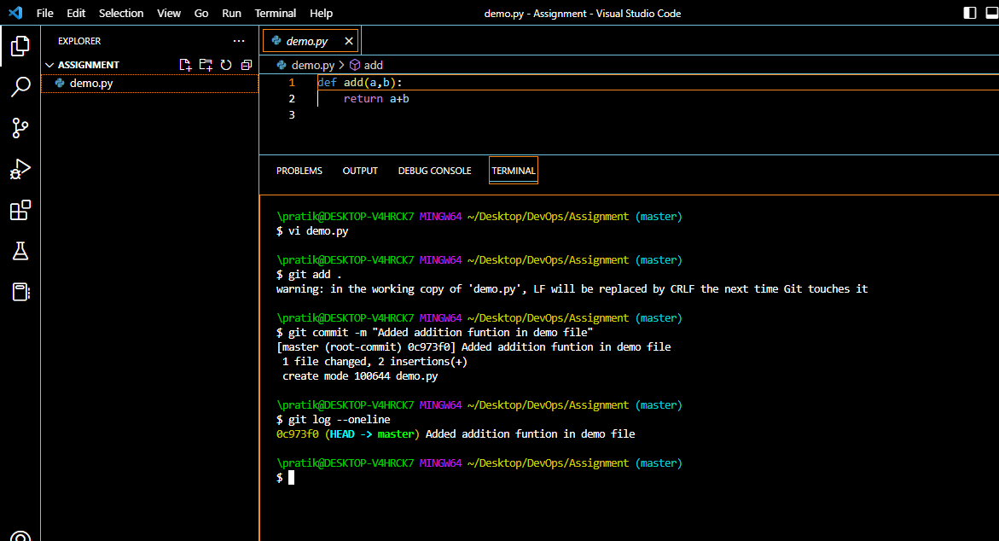 File Edit Selection View Go Run Terminal Help
demo.py - Assignment - Visual Studio Code
EXPLORER
ASSIGNMENT
demo.py
demo.py
demo.py > add
1 def add(a,b):
2 return a+b
3
PROBLEMS OUTPUT DEBUG CONSOLE TERMINAL
\pratik@DESKTOP-V4HRCK7 MINGW64 ~/Desktop/DevOps/Assignment (master)
$ vi demo.py
\pratik@DESKTOP-V4HRCK7 MINGW64 ~/Desktop/DevOps/Assignment (master)
$ git add .
warning: in the working copy of 'demo.py', LF will be replaced by CRLF the next time Git touches it
\pratik@DESKTOP-V4HRCK7 MINGW64 ~/Desktop/DevOps/Assignment (master)
$ git commit -m "Added addition funtion in demo file"
[master (root-commit) 0c973f0] Added addition funtion in demo file
1 file changed, 2 insertions(+)
create mode 100644 demo.py
\pratik@DESKTOP-V4HRCK7 MINGW64 ~/Desktop/DevOps/Assignment (master)
$ git log --oneline
0c973f0 (HEAD -> master) Added addition funtion in demo file
\pratik@DESKTOP-V4HRCK7 MINGW64 ~/Desktop/DevOps/Assignment (master)
$